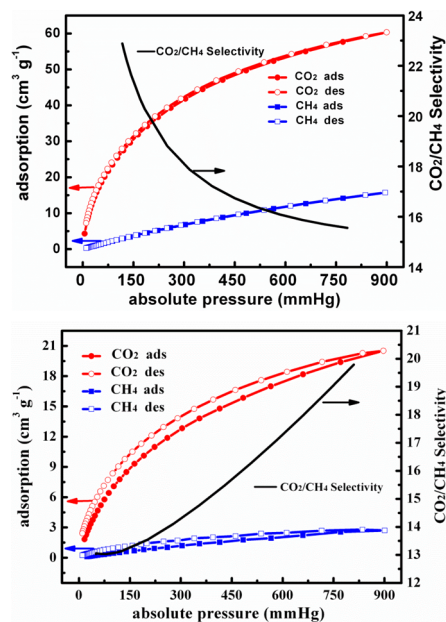 60
50
40
30
20
10
0
adsorption (cm³ g⁻¹)
CO₂/CH₄ Selectivity
CO₂ ads
CO₂ des
CH₄ ads
CH₄ des
24
22
20
18
16
14
CO₂/CH₄ Selectivity
0 150 300 450 600 750 900
absolute pressure (mmHg)
21
18
15
12
9
6
3
0
adsorption (cm³ g⁻¹)
CO₂ ads
CO₂ des
CH₄ ads
CH₄ des
CO₂/CH₄ Selectivity
21
20
19
18
17
16
15
14
13
12
CO₂/CH₄ Selectivity
0 150 300 450 600 750 900
absolute pressure (mmHg)